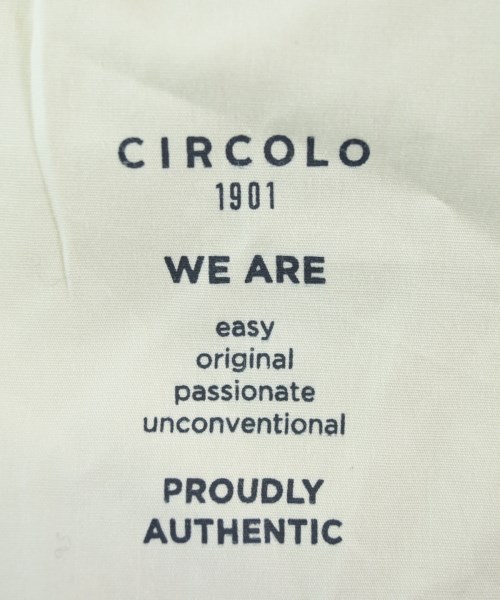 CIRCOLO
1901
WE ARE
easy
original
passionate
unconventional
PROUDLY
AUTHENTIC